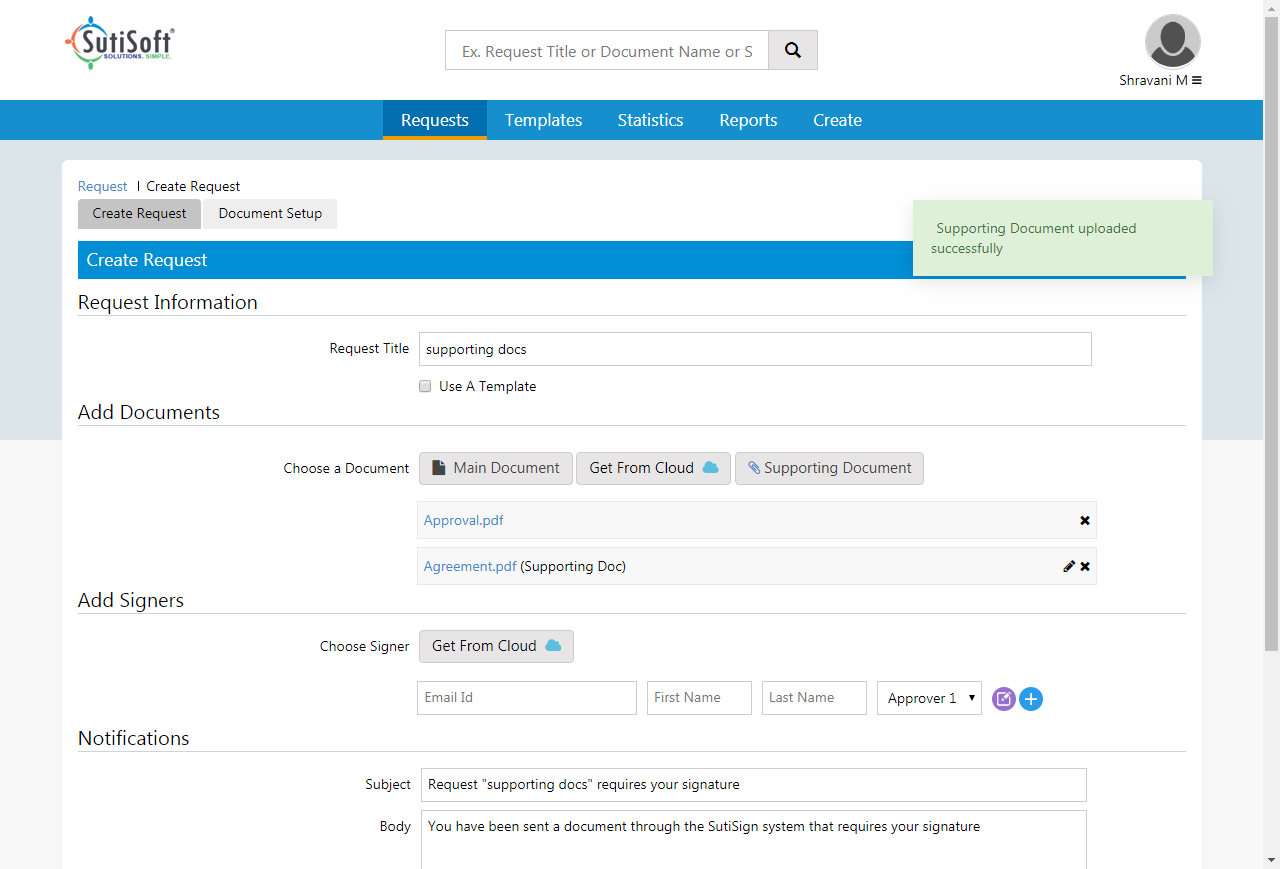 SutiSoft®
SOLUTIONS. SIMPLE.
Ex. Request Title or Document Name or S
Shravani M
Requests Templates Statistics Reports Create
Request | Create Request
Create Request Document Setup
Supporting Document uploaded
successfully
Create Request
Request Information
Request Title supporting docs
Use A Template
Add Documents
Choose a Document Main Document Get From Cloud Supporting Document
Approval.pdf
Agreement.pdf (Supporting Doc)
Add Signers
Choose Signer Get From Cloud
Email Id First Name Last Name Approver 1
Notifications
Subject Request "supporting docs" requires your signature
Body You have been sent a document through the SutiSign system that requires your signature